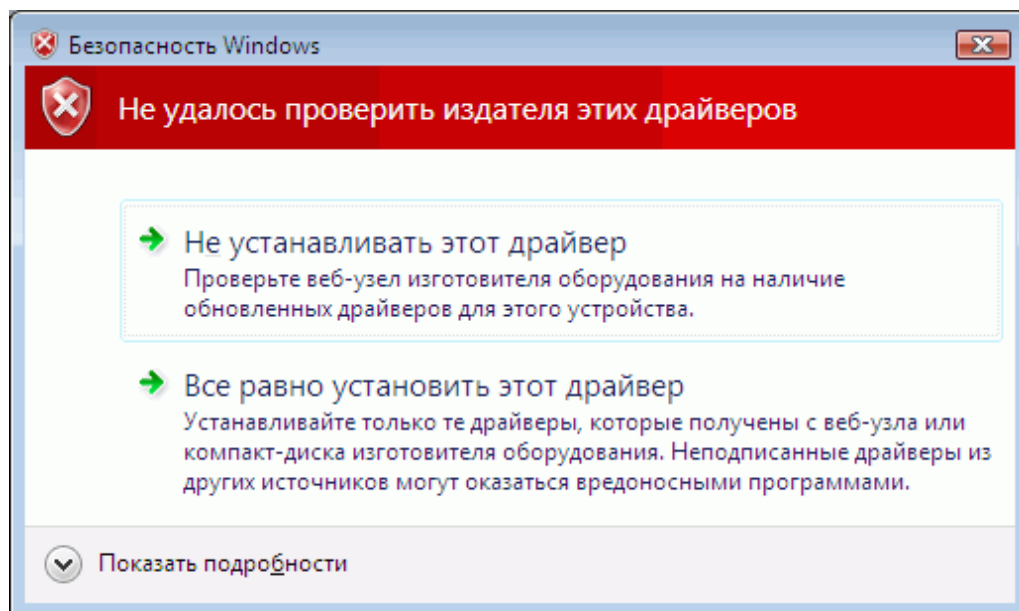 Безопасность Windows
Не удалось проверить издателя этих драйверов
Не устанавливать этот драйвер
Проверьте веб-узел изготовителя оборудования на наличие
обновленных драйверов для этого устройства.
Все равно установить этот драйвер
Устанавливайте только те драйверы, которые получены с веб-узла или
компакт-диска изготовителя оборудования. Неподписанные драйверы из
других источников могут оказаться вредоносными программами.
Показать подробности